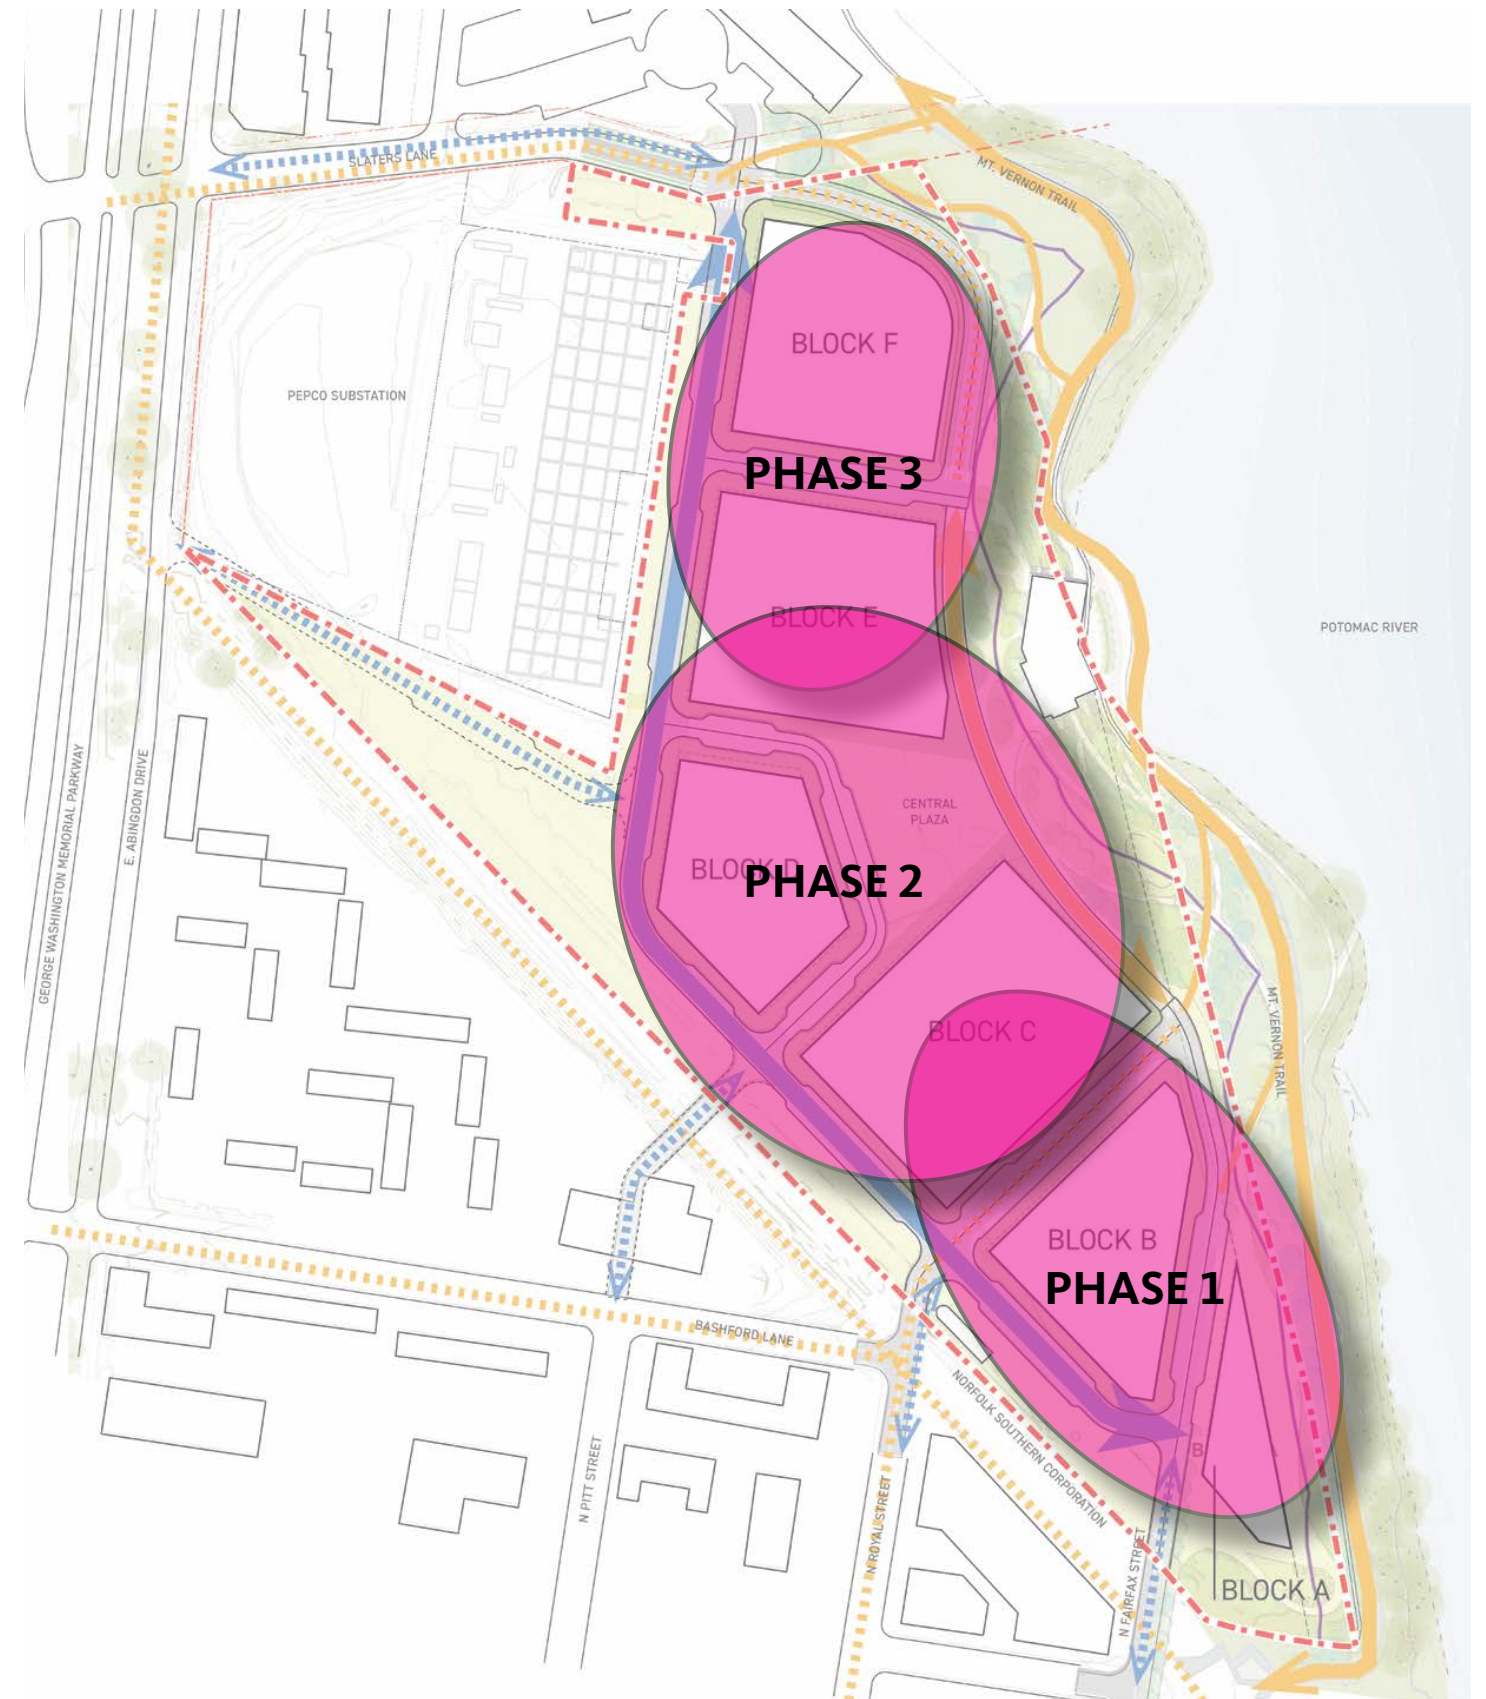 SLATERS LANE
MT. VERNON TRAIL
BLOCK F
PEPCO SUBSTATION
PHASE 3
BLOCK E
POTOMAC RIVER
CENTRAL
PLAZA
BLOCK D
PHASE 2
GEORGE WASHINGTON MEMORIAL PARKWAY
E. ABINGDON DRIVE
BLOCK C
MT. VERNON TRAIL
BLOCK B
PHASE 1
BASHFORD LANE
NORFOLK SOUTHERN CORPORATION
N PITT STREET
N ROYAL STREET
B
N FAIRFAX STREET
BLOCK A